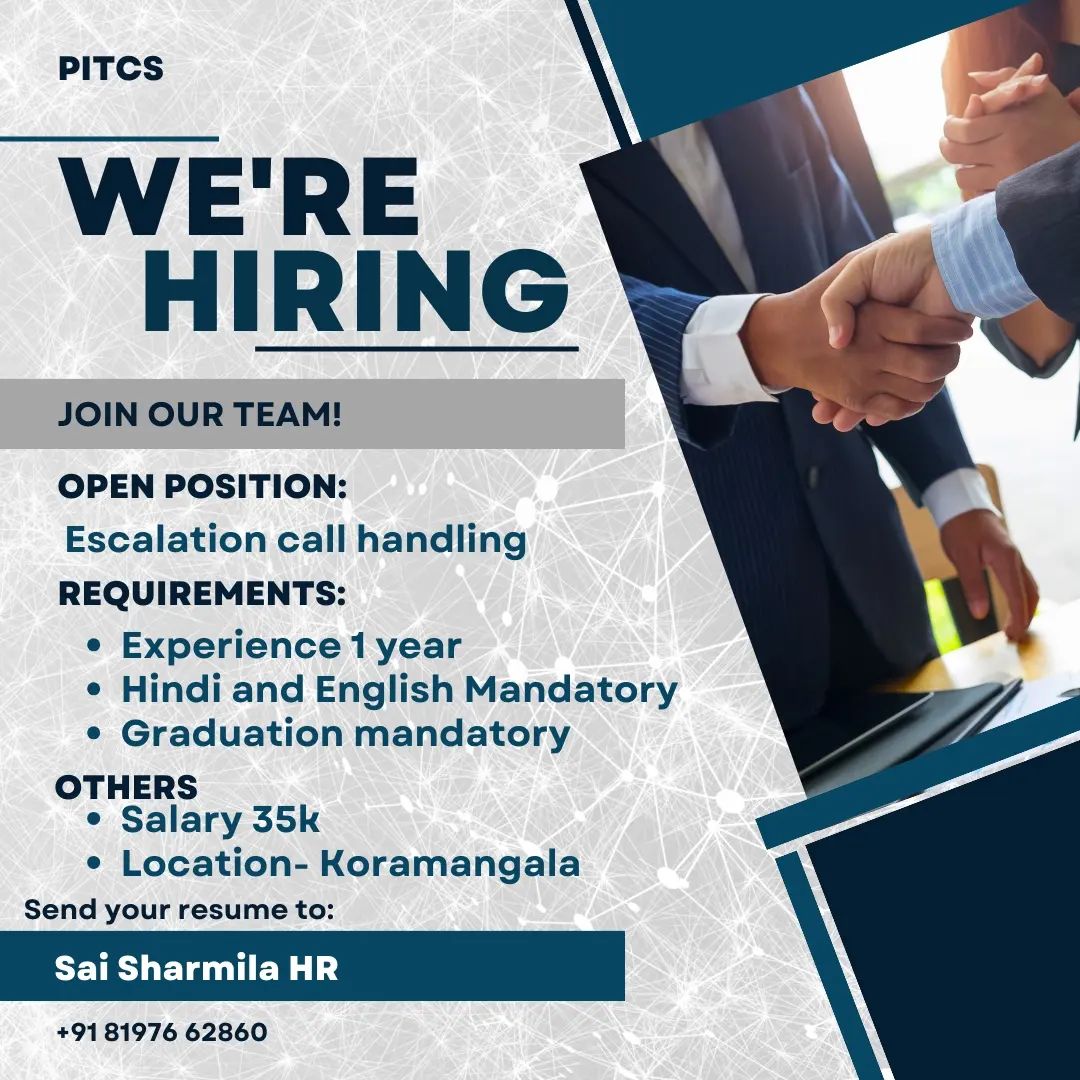 PITCS
WE'RE
HIRING
JOIN OUR TEAM!
OPEN POSITION:
Escalation call handling
REQUIREMENTS:
• Experience 1 year
• Hindi and English Mandatory
• Graduation mandatory
OTHERS
• Salary 35k
• Location- Koramangala
Send your resume to:
Sai Sharmila HR
+91 81976 62860